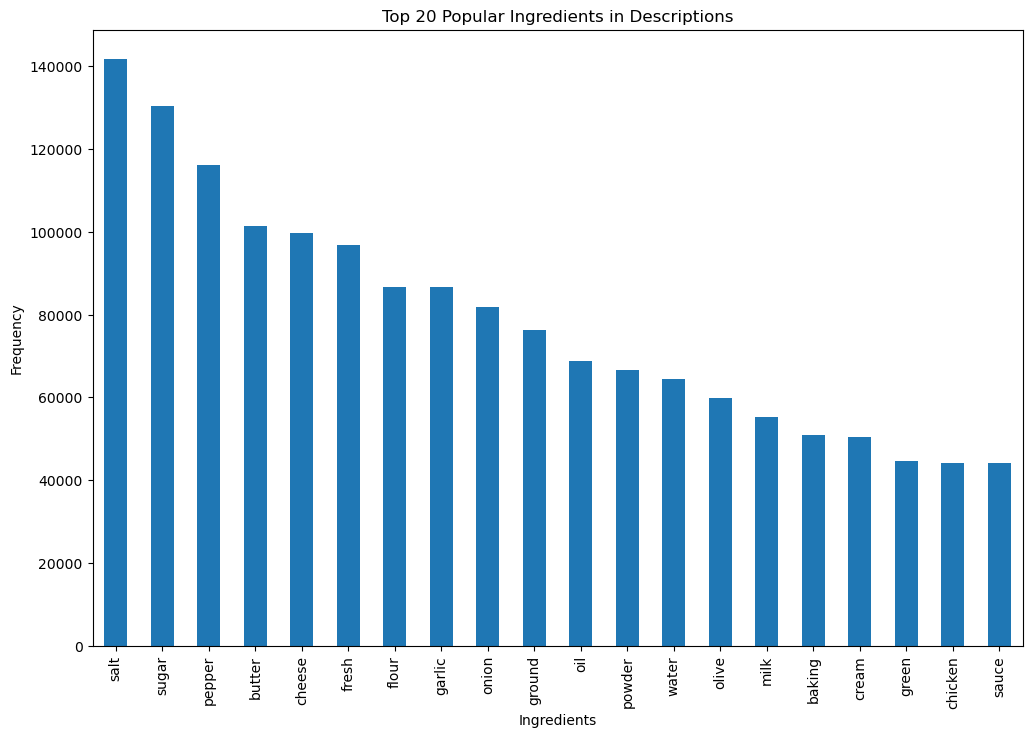 Top 20 Popular Ingredients in Descriptions
140000
120000
100000
80000
60000
40000
20000
0
Frequency
salt
sugar
pepper
butter
cheese
fresh
flour
garlic
onion
ground
oil
powder
water
olive
milk
baking
cream
green
chicken
sauce
Ingredients